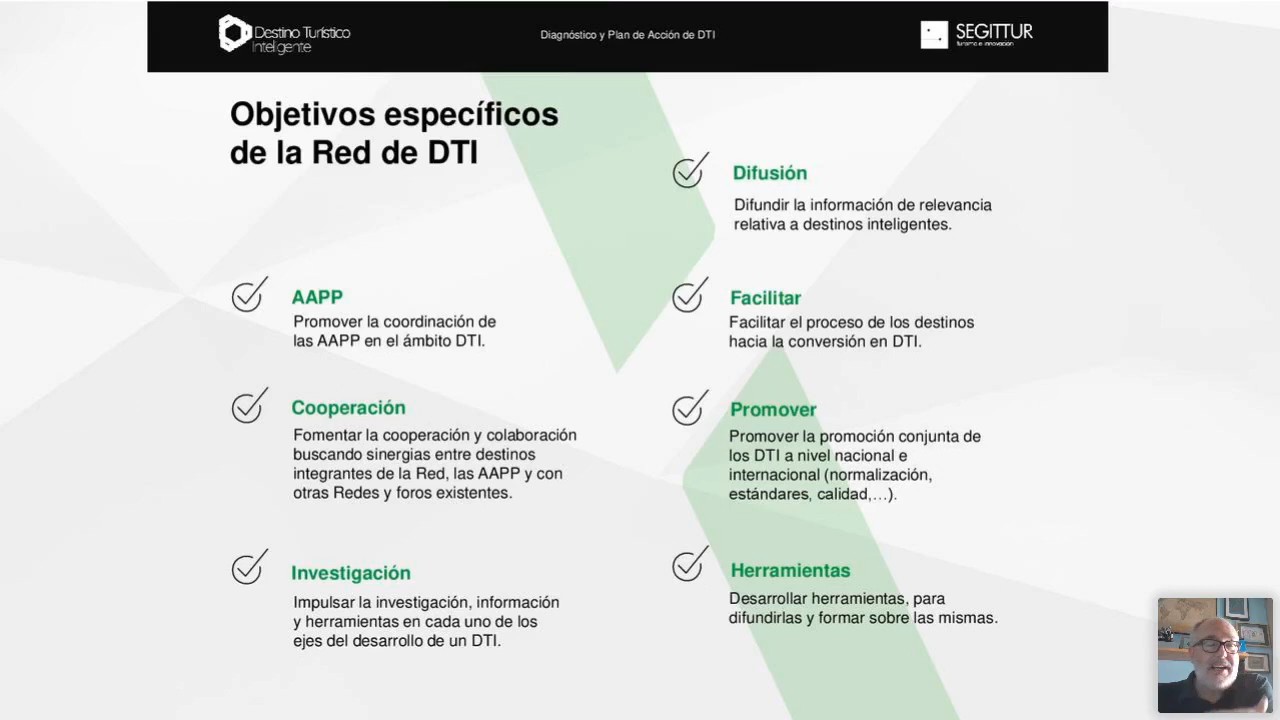 Destino Turístico
Inteligente
Diagnóstico y Plan de Acción de DTI
SEGITTUR
turismo e innovación
Objetivos específicos
de la Red de DTI
AAPP
Promover la coordinación de
las AAPP en el ámbito DTI.
Cooperación
Fomentar la cooperación y colaboración
buscando sinergias entre destinos
integrantes de la Red, las AAPP y con
otras Redes y foros existentes.
Investigación
Impulsar la investigación, información
y herramientas en cada uno de los
ejes del desarrollo de un DTI.
Difusión
Difundir la información de relevancia
relativa a destinos inteligentes.
Facilitar
Facilitar el proceso de los destinos
hacia la conversión en DTI.
Promover
Promover la promoción conjunta de
los DTI a nivel nacional e
internacional (normalización,
estándares, calidad,…).
Herramientas
Desarrollar herramientas, para
difundirlas y formar sobre las mismas.